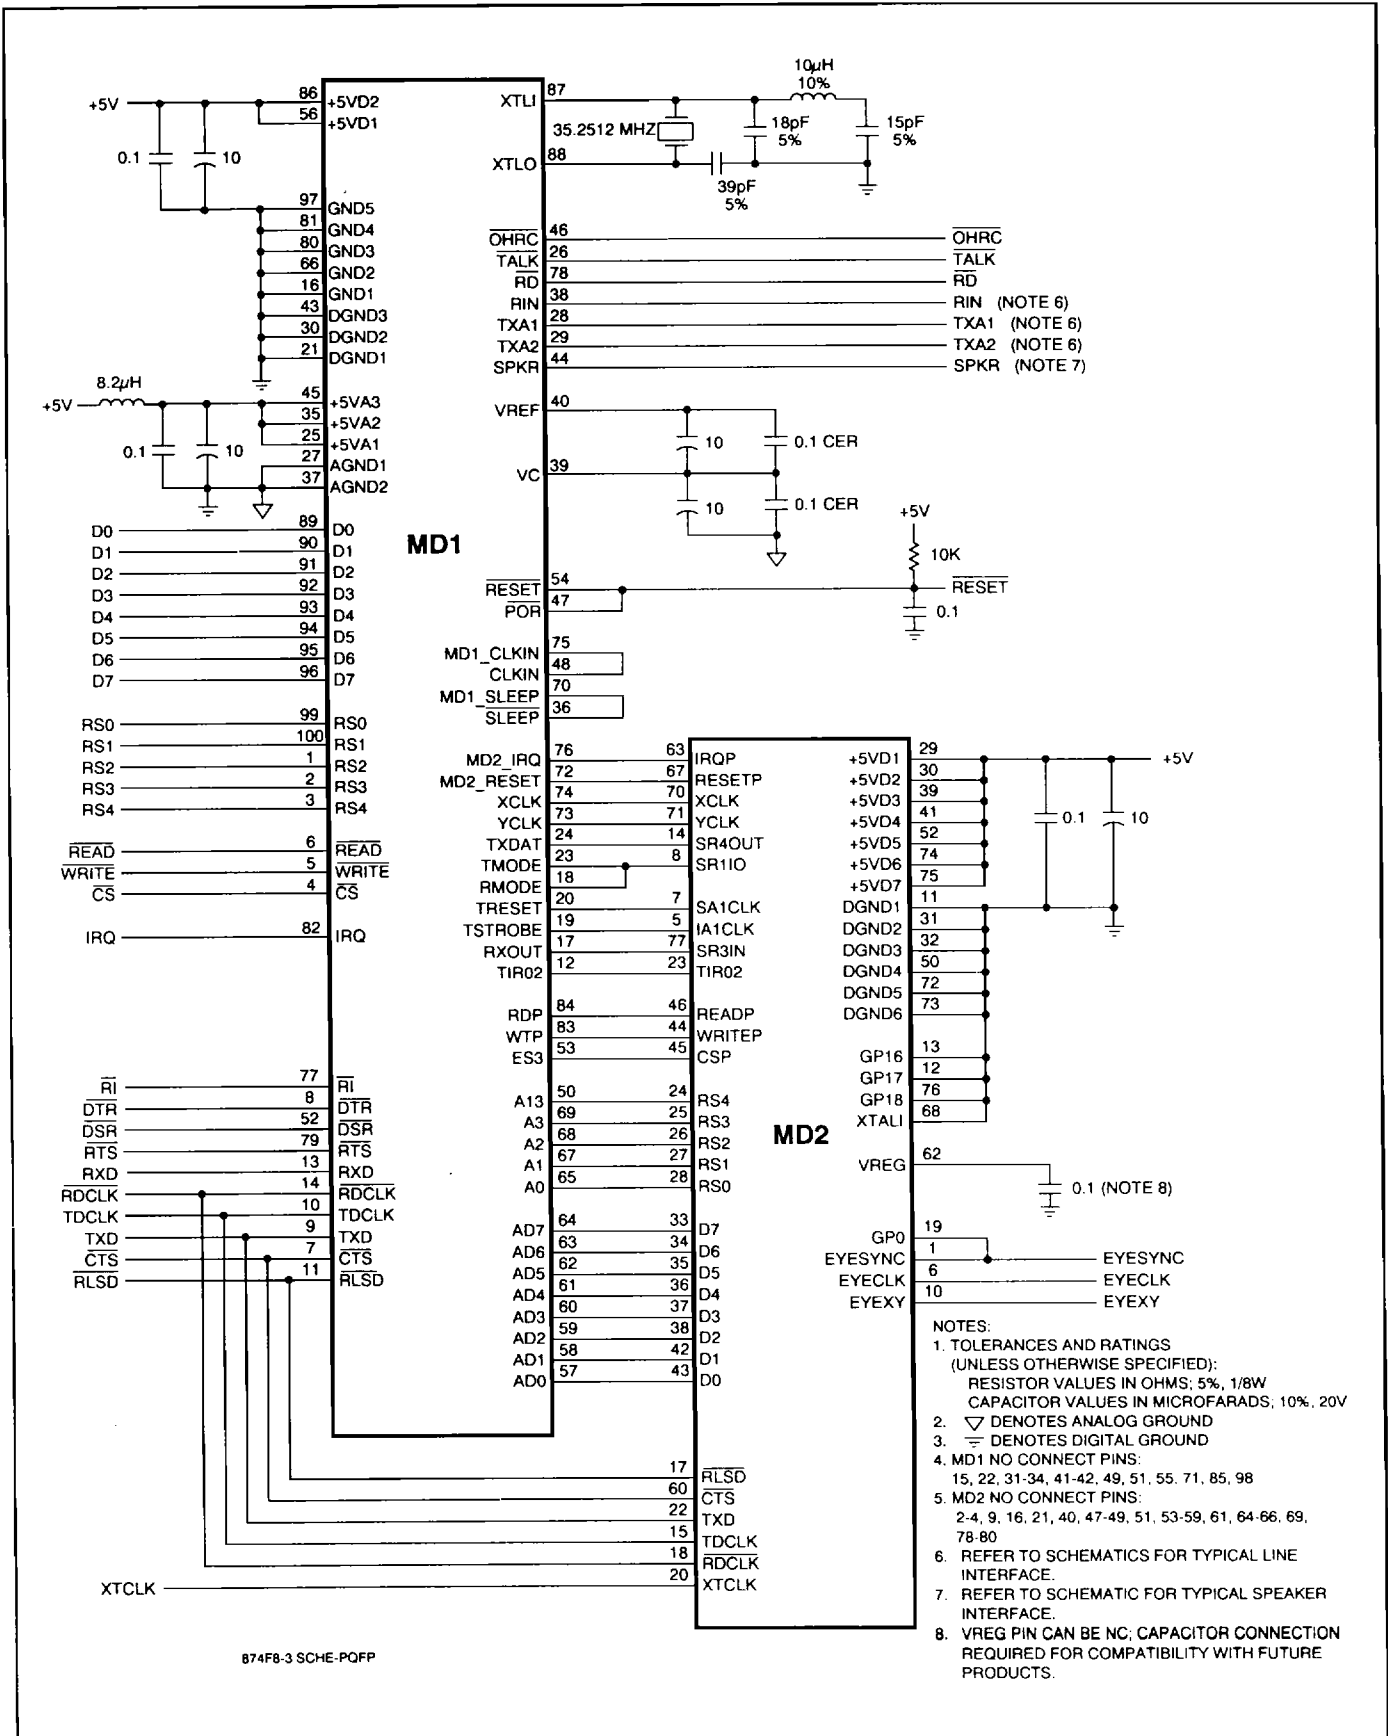 +5V
86 +5VD2
56 +5VD1
0.1 10
97 GND5
81 GND4
80 GND3
66 GND2
16 GND1
43 DGND3
30 DGND2
21 DGND1
8.2µH
+5V
45 +5VA3
35 +5VA2
25 +5VA1
0.1 10
27 AGND1
37 AGND2
D0 89 D0
D1 90 D1
D2 91 D2
D3 92 D3
D4 93 D4
D5 94 D5
D6 95 D6
D7 96 D7
RS0 99 RS0
RS1 100 RS1
RS2 1 RS2
RS3 2 RS3
RS4 3 RS4
READ 6 READ
WRITE 5 WRITE
CS 4 CS
IRQ 82 IRQ
RI 77 RI
DTR 8 DTR
DSR 52 DSR
RTS 79 RTS
RXD 13 RXD
RDCLK 14 RDCLK
TDCLK 10 TDCLK
TXD 9 TXD
CTS 7 CTS
RLSD 11 RLSD
MD1
XTLI 87
XTLO 88
35.2512 MHZ
10µH
10%
18pF
5%
15pF
5%
39pF
5%
OHRC 46 OHRC
TALK 26 TALK
RD 78 RD
RIN 38 RIN (NOTE 6)
TXA1 28 TXA1 (NOTE 6)
TXA2 29 TXA2 (NOTE 6)
SPKR 44 SPKR (NOTE 7)
VREF 40
10 0.1 CER
VC 39
10 0.1 CER
+5V
10K
RESET 54 RESET
POR 47
0.1
MD1_CLKIN 75
CLKIN 48
MD1_SLEEP 70
SLEEP 36
MD2_IRQ 76 63 IRQP
MD2_RESET 72 67 RESETP
XCLK 74 70 XCLK
YCLK 73 71 YCLK
TXDAT 24 14 SR4OUT
TMODE 23 8 SR1IO
RMODE 18
TRESET 20 7 SA1CLK
TSTROBE 19 5 IA1CLK
RXOUT 17 77 SR3IN
TIR02 12 23 TIR02
RDP 84 46 READP
WTP 83 44 WRITEP
ES3 53 45 CSP
A13 50 24 RS4
A3 69 25 RS3
A2 68 26 RS2
A1 67 27 RS1
A0 65 28 RS0
AD7 64 33 D7
AD6 63 34 D6
AD5 62 35 D5
AD4 61 36 D4
AD3 60 37 D3
AD2 59 38 D2
AD1 58 42 D1
AD0 57 43 D0
17 RLSD
60 CTS
22 TXD
15 TDCLK
18 RDCLK
XTCLK 20 XTCLK
MD2
+5VD1 29 +5V
+5VD2 30
+5VD3 39
+5VD4 41
+5VD5 52
+5VD6 74
+5VD7 75
0.1 10
DGND1 11
DGND2 31
DGND3 32
DGND4 50
DGND5 72
DGND6 73
GP16 13
GP17 12
GP18 76
XTALI 68
VREG 62
0.1 (NOTE 8)
GP0 19
EYESYNC 1 EYESYNC
EYECLK 6 EYECLK
EYEXY 10 EYEXY
NOTES:
1. TOLERANCES AND RATINGS
(UNLESS OTHERWISE SPECIFIED):
RESISTOR VALUES IN OHMS; 5%, 1/8W
CAPACITOR VALUES IN MICROFARADS; 10%, 20V
2. DENOTES ANALOG GROUND
3. DENOTES DIGITAL GROUND
4. MD1 NO CONNECT PINS:
15, 22, 31-34, 41-42, 49, 51, 55. 71, 85, 98
5. MD2 NO CONNECT PINS:
2-4, 9, 16, 21, 40, 47-49, 51, 53-59, 61, 64-66, 69,
78-80
6. REFER TO SCHEMATICS FOR TYPICAL LINE
INTERFACE.
7. REFER TO SCHEMATIC FOR TYPICAL SPEAKER
INTERFACE.
8. VREG PIN CAN BE NC; CAPACITOR CONNECTION
REQUIRED FOR COMPATIBILITY WITH FUTURE
PRODUCTS.
874F8-3 SCHE-PQFP